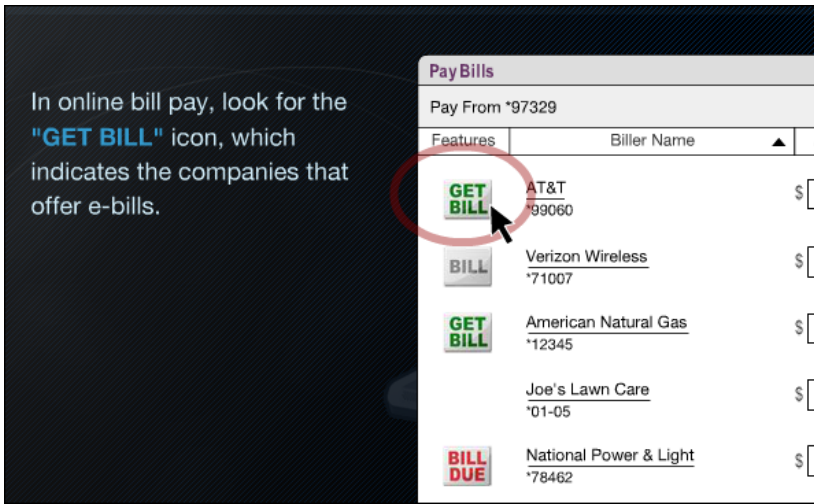 In online bill pay, look for the
"GET BILL" icon, which
indicates the companies that
offer e-bills.
Pay Bills
Pay From *97329
Features Biller Name
GET BILL AT&T $
*99060
BILL Verizon Wireless $
*71007
GET BILL American Natural Gas $
*12345
Joe's Lawn Care $
*01-05
BILL DUE National Power & Light $
*78462